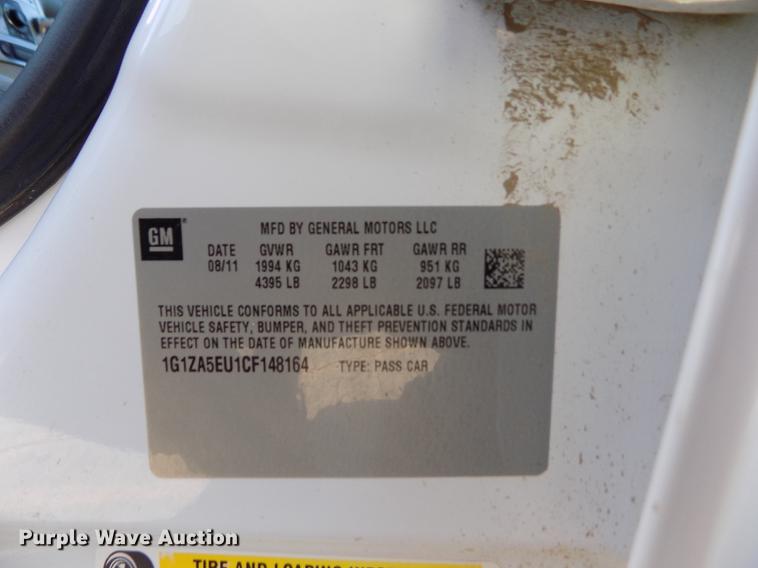 GM
MFD BY GENERAL MOTORS LLC
DATE GVWR GAWR FRT GAWR RR
08/11 1994 KG 1043 KG 951 KG
4395 LB 2298 LB 2097 LB
THIS VEHICLE CONFORMS TO ALL APPLICABLE U.S. FEDERAL MOTOR
VEHICLE SAFETY, BUMPER, AND THEFT PREVENTION STANDARDS IN
EFFECT ON THE DATE OF MANUFACTURE SHOWN ABOVE.
1G1ZA5EU1CF148164 TYPE: PASS CAR
Purple Wave Auction
TIRE AND LOADING